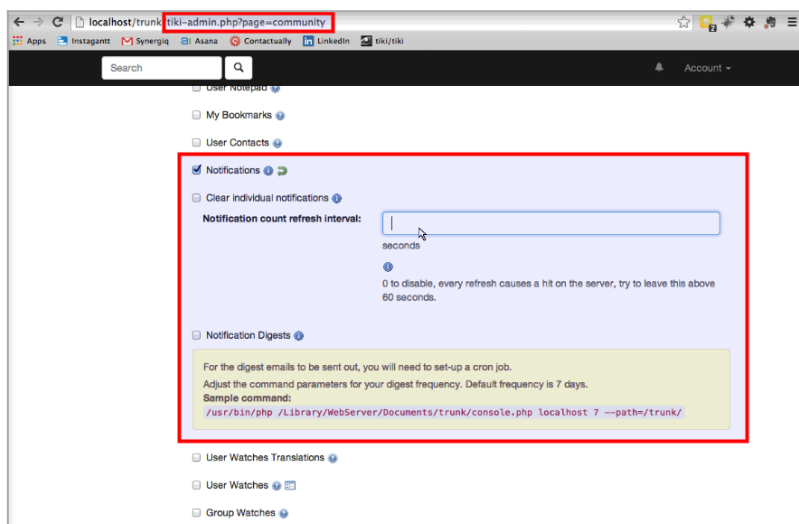 localhost/trunk/tiki-admin.php?page=community
Apps Instagantt Synergiq Asana Contactually LinkedIn tiki/tiki
Search Account
User Notepad
My Bookmarks
User Contacts
Notifications
Clear individual notifications
Notification count refresh interval:
seconds
0 to disable, every refresh causes a hit on the server, try to leave this above
60 seconds.
Notification Digests
For the digest emails to be sent out, you will need to set-up a cron job.
Adjust the command parameters for your digest frequency. Default frequency is 7 days.
Sample command:
/usr/bin/php /Library/WebServer/Documents/trunk/console.php localhost 7 --path=/trunk/
User Watches Translations
User Watches
Group Watches